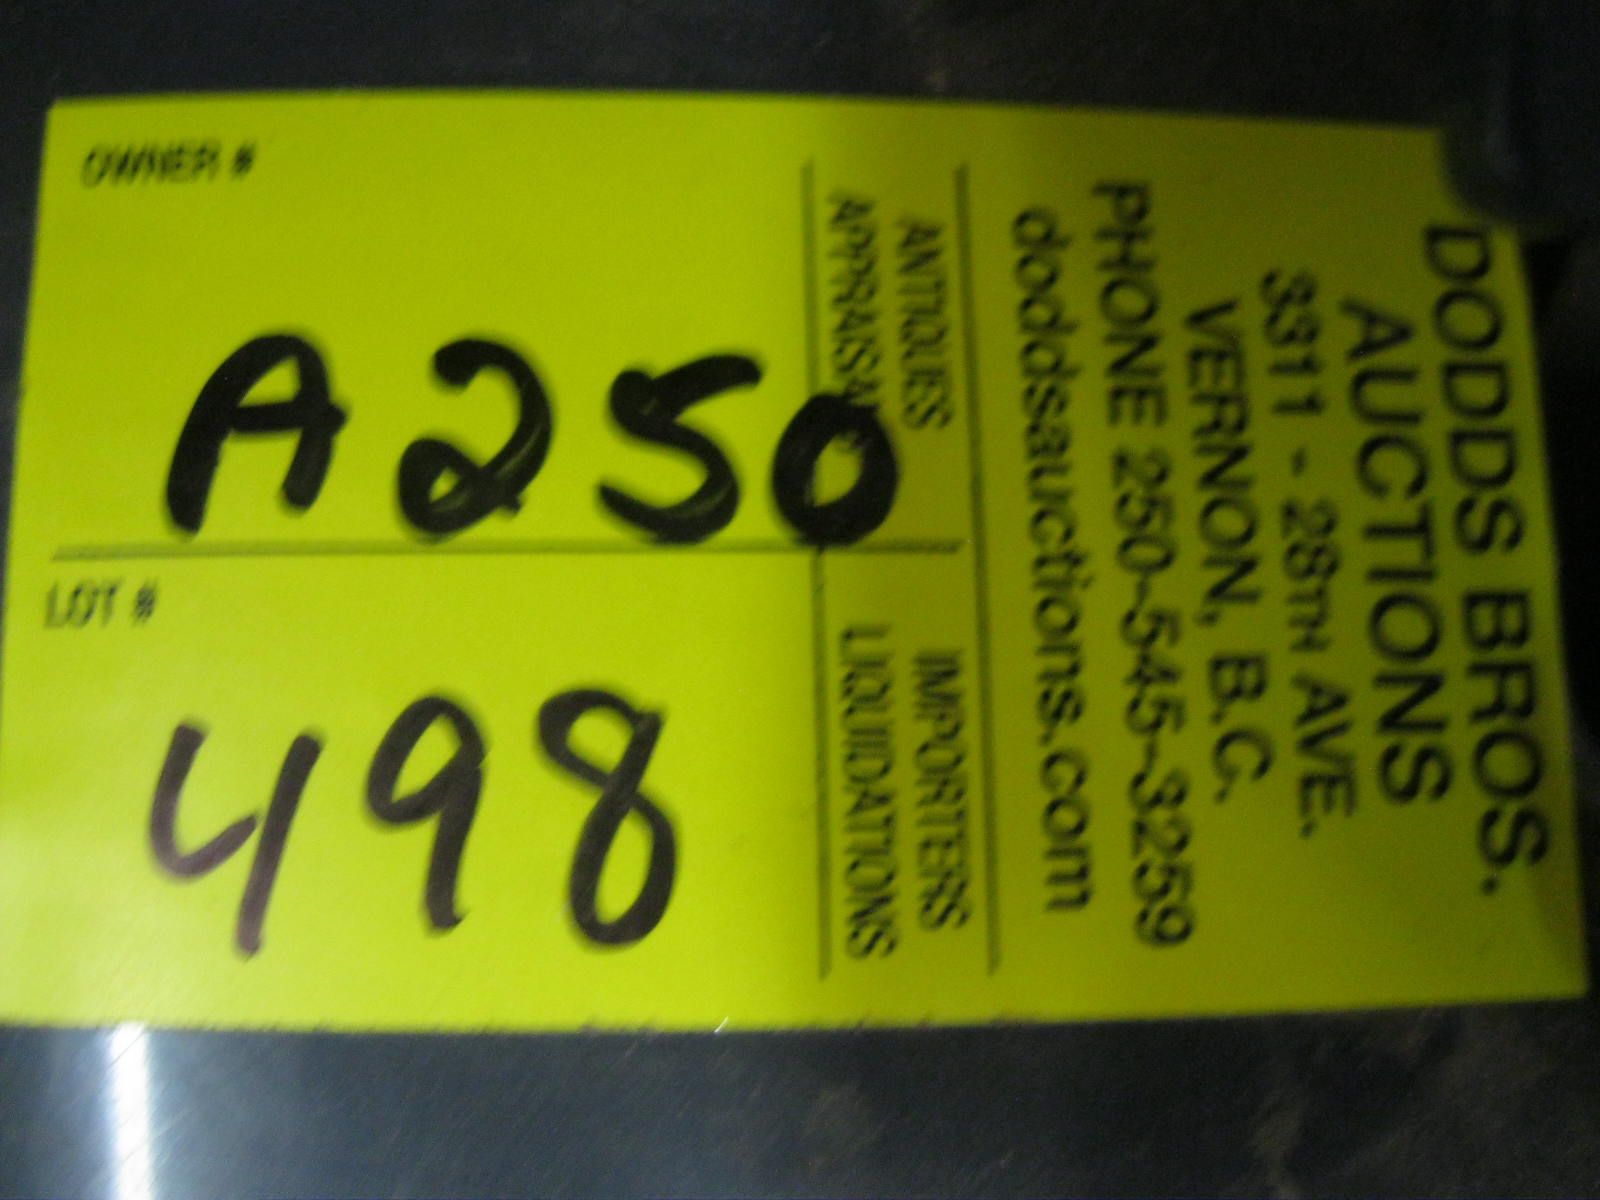 OWNER #
A250
LOT #
498
DODDS BROS.
AUCTIONS
3311 - 28TH AVE.
VERNON, B.C.
PHONE 250-545-3259
doddsauctions.com
ANTIQUES IMPORTERS
LIQUIDATIONS